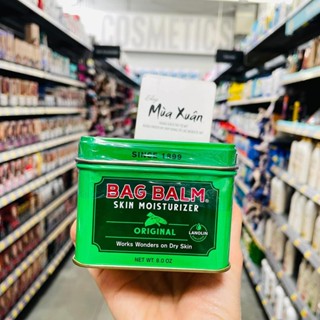 COSMETICS
Mùa Xuân
SINCE 1899
BAG BALM
SKIN MOISTURIZER
ORIGINAL
LANOLIN
Works Wonders on Dry Skin
NET WT. 8.0 OZ